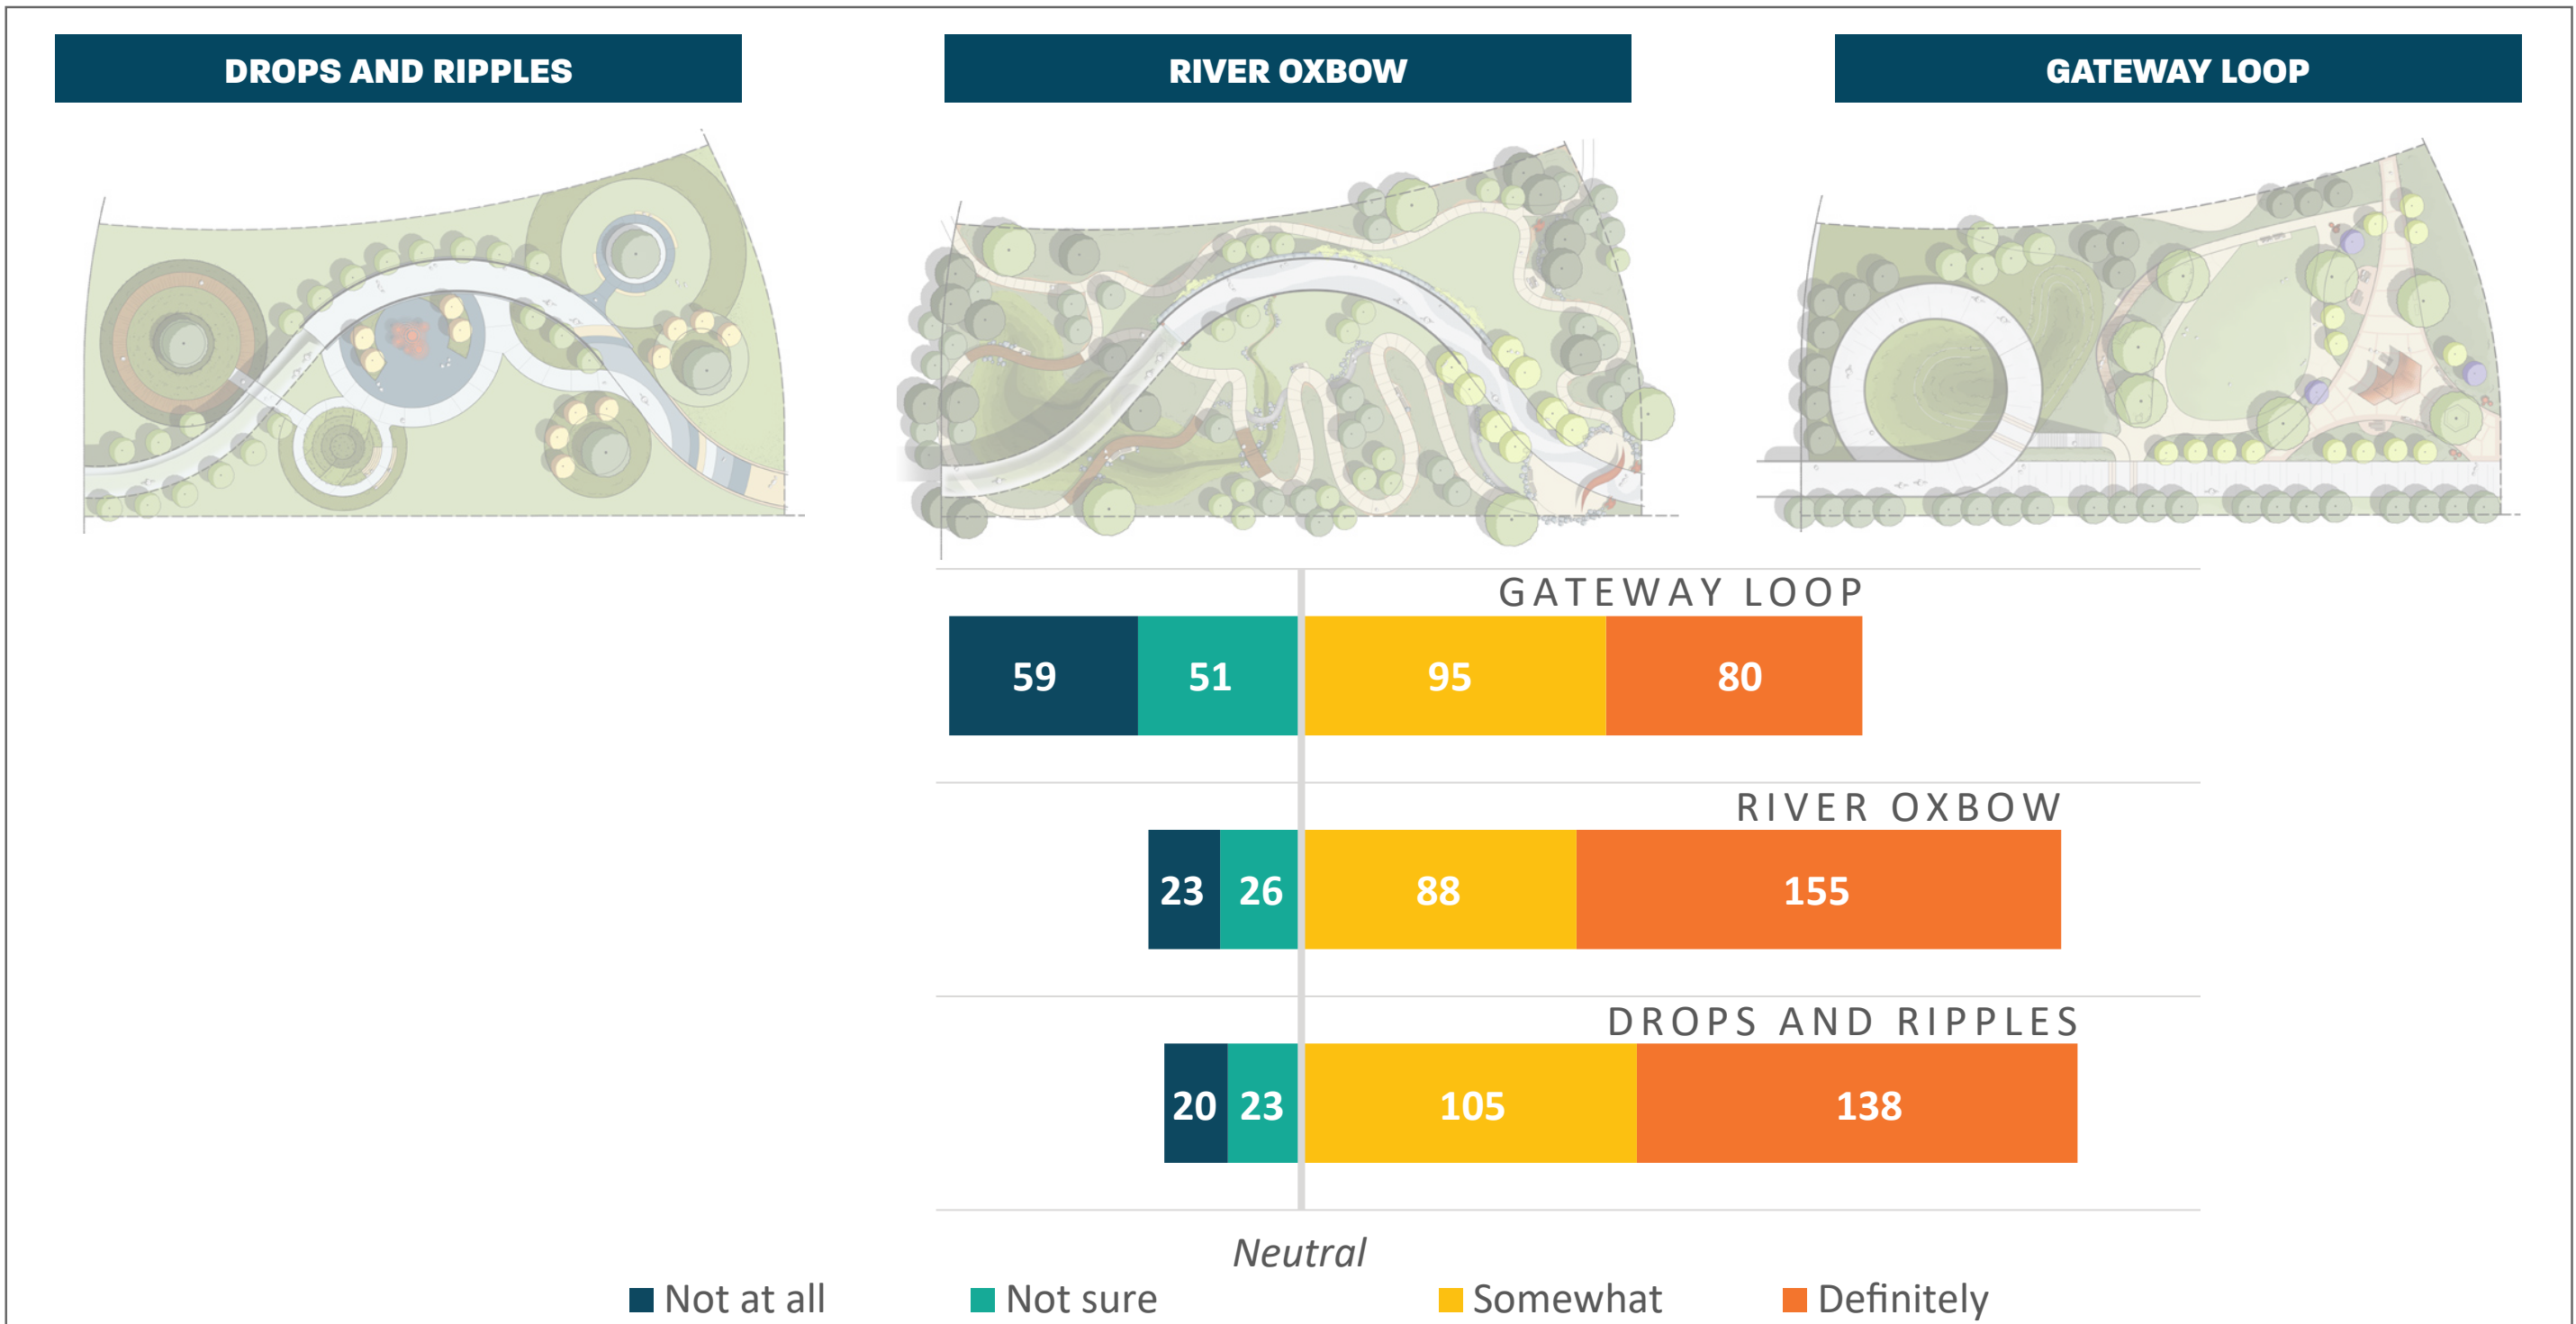 DROPS AND RIPPLES
RIVER OXBOW
GATEWAY LOOP
GATEWAY LOOP
59 51 95 80
RIVER OXBOW
23 26 88 155
DROPS AND RIPPLES
20 23 105 138
Neutral
Not at all Not sure Somewhat Definitely